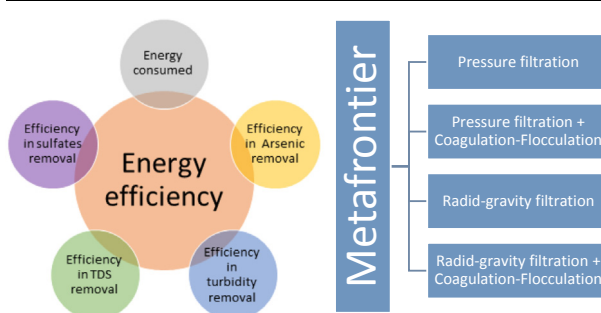 Energy
consumed
Efficiency
in sulfates
removal
Efficiency
in Arsenic
removal
Energy
efficiency
Efficiency
in TDS
removal
Efficiency
in
turbidity
removal
Metafrontier
Pressure filtration
Pressure filtration +
Coagulation-Flocculation
Radid-gravity filtration
Radid-gravity filtration +
Coagulation-Flocculation